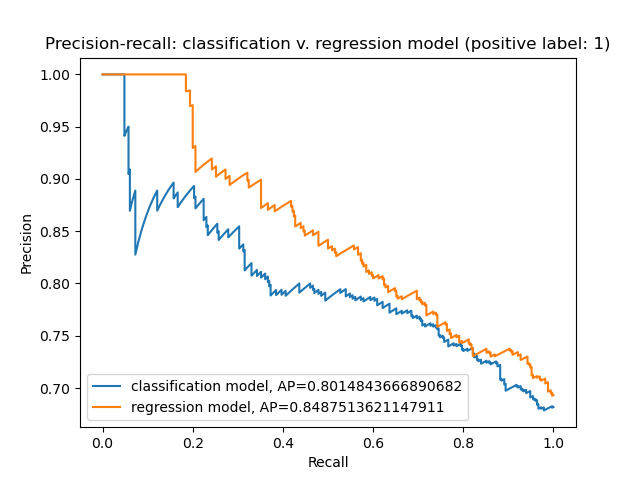 Precision-recall: classification v. regression model (positive label: 1)
1.00
0.95
0.90
0.85
0.80
0.75
0.70
Precision
classification model, AP=0.8014843666890682
regression model, AP=0.8487513621147911
0.0 0.2 0.4 0.6 0.8 1.0
Recall